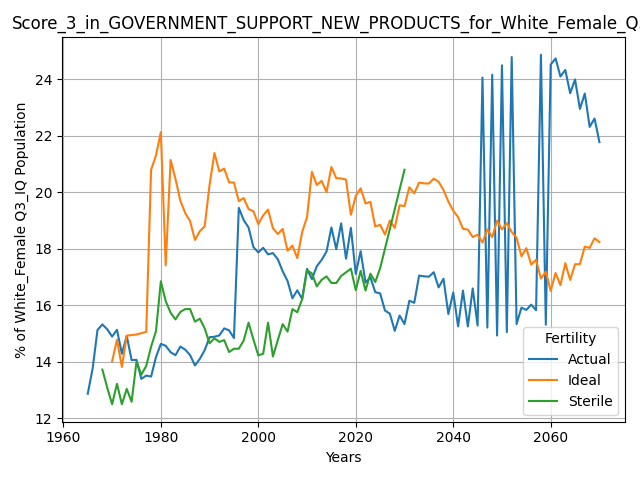 Score_3_in_GOVERNMENT_SUPPORT_NEW_PRODUCTS_for_White_Female_Q
% of White_Female Q3_IQ Population
24
22
20
18
16
14
12
1960
1980
2000
2020
2040
2060
Years
Fertility
Actual
Ideal
Sterile